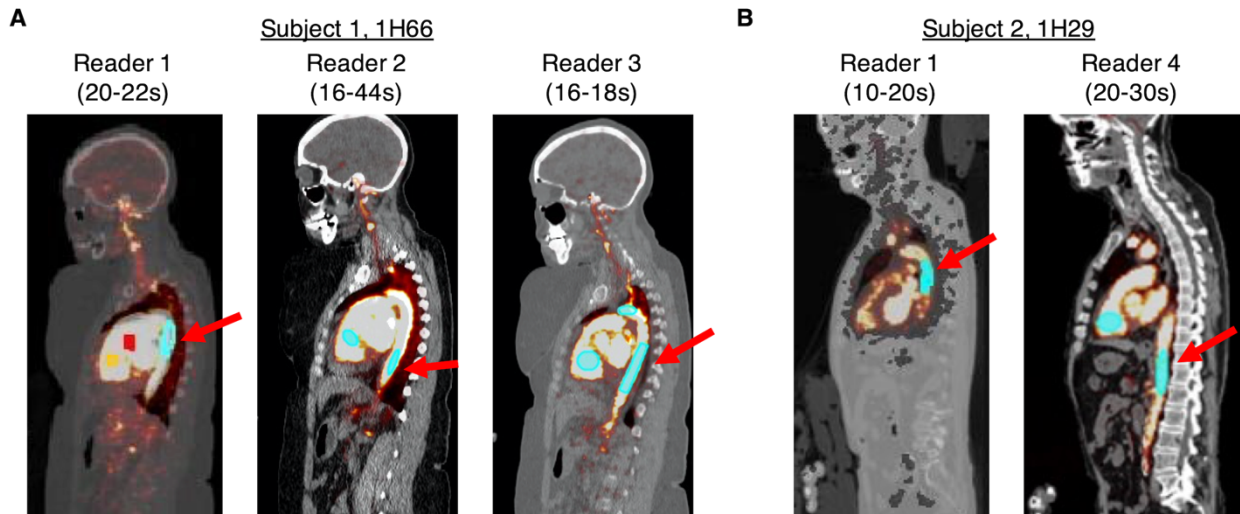 A
Subject 1, 1H66
Reader 1
(20-22s)
Reader 2
(16-44s)
Reader 3
(16-18s)
B
Subject 2, 1H29
Reader 1
(10-20s)
Reader 4
(20-30s)